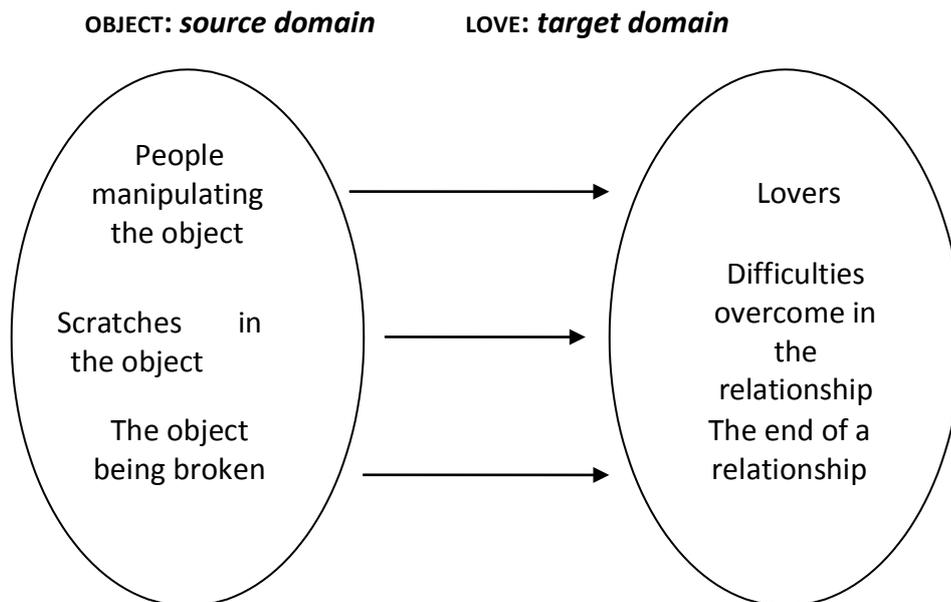 OBJECT: source domain LOVE: target domain
People
manipulating
the object
Lovers
Scratches in
the object
Difficulties
overcome in
the
relationship
The object
being broken
The end of a
relationship